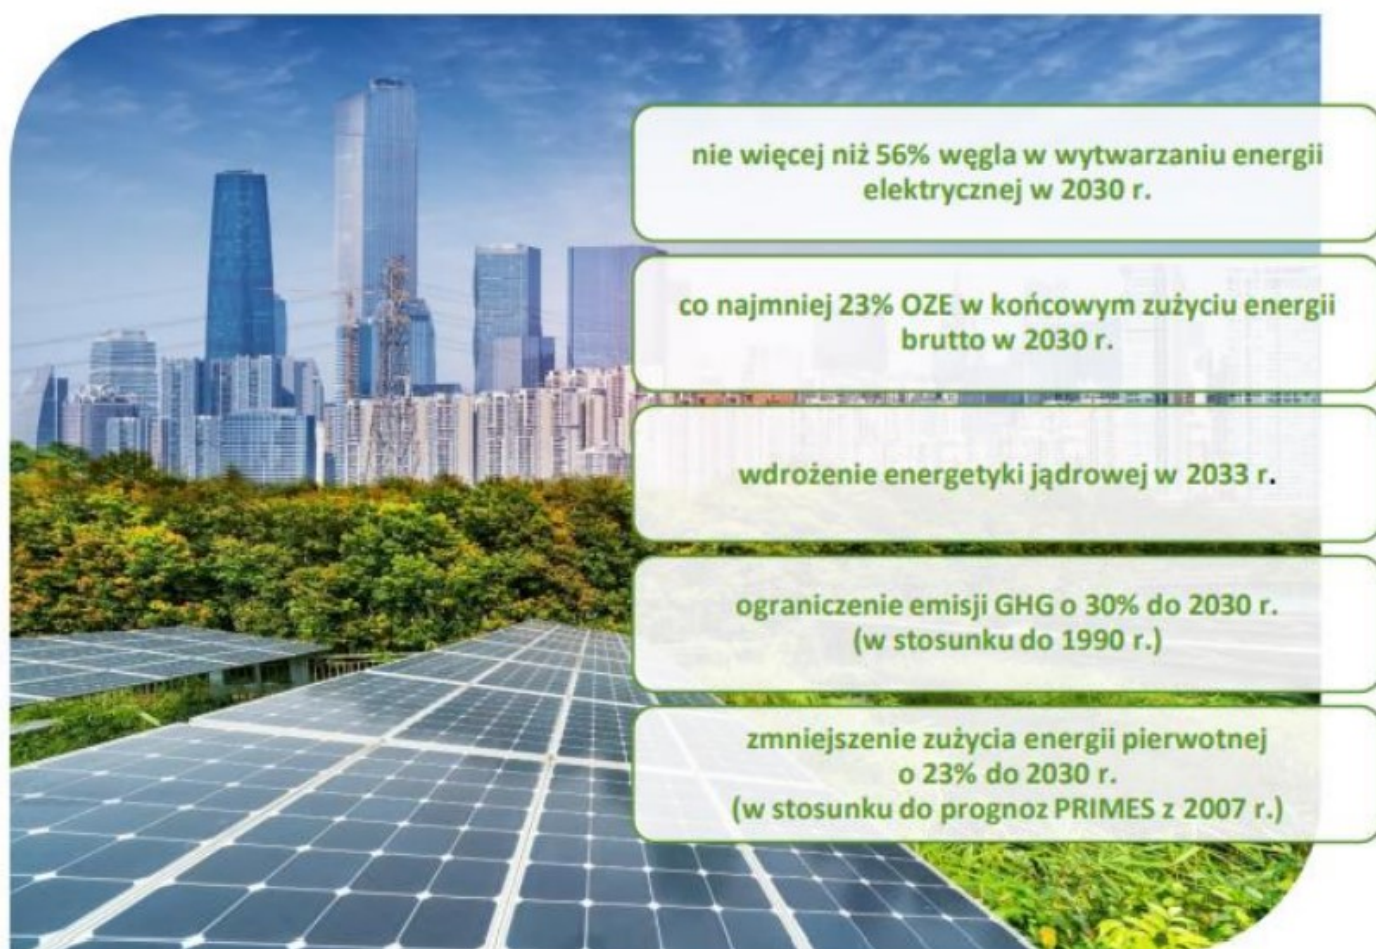 nie więcej niż 56% węgla w wytwarzaniu energii
elektrycznej w 2030 r.
co najmniej 23% OZE w końcowym zużyciu energii
brutto w 2030 r.
wdrożenie energetyki jądrowej w 2033 r.
ograniczenie emisji GHG o 30% do 2030 r.
(w stosunku do 1990 r.)
zmniejszenie zużycia energii pierwotnej
o 23% do 2030 r.
(w stosunku do prognoz PRIMES z 2007 r.)